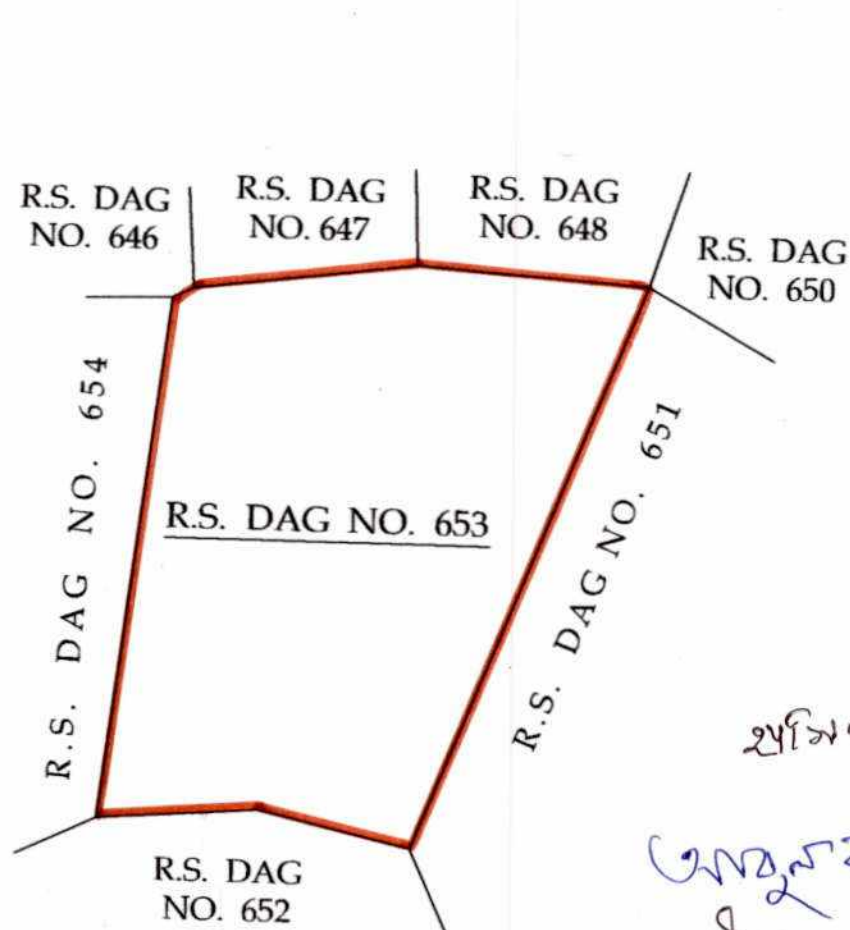 R.S. DAG
NO. 646
R.S. DAG
NO. 647
R.S. DAG
NO. 648
R.S. DAG
NO. 650
R.S. DAG NO. 654
R.S. DAG NO. 653
R.S. DAG NO. 651
R.S. DAG
NO. 652